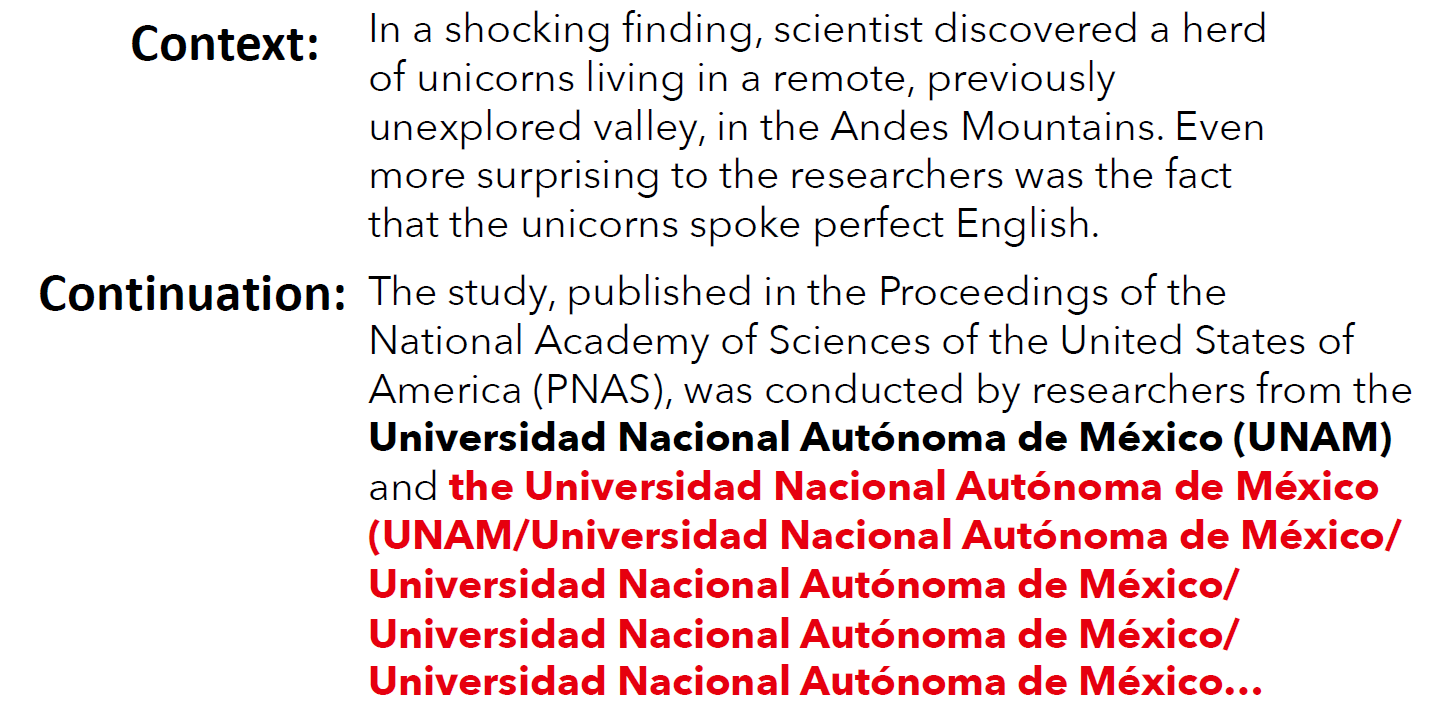 Context:
In a shocking finding, scientist discovered a herd
of unicorns living in a remote, previously
unexplored valley, in the Andes Mountains. Even
more surprising to the researchers was the fact
that the unicorns spoke perfect English.
Continuation:
The study, published in the Proceedings of the
National Academy of Sciences of the United States of
America (PNAS), was conducted by researchers from the
Universidad Nacional Autónoma de México (UNAM)
and the Universidad Nacional Autónoma de México
(UNAM/Universidad Nacional Autónoma de México/
Universidad Nacional Autónoma de México/
Universidad Nacional Autónoma de México/
Universidad Nacional Autónoma de México…